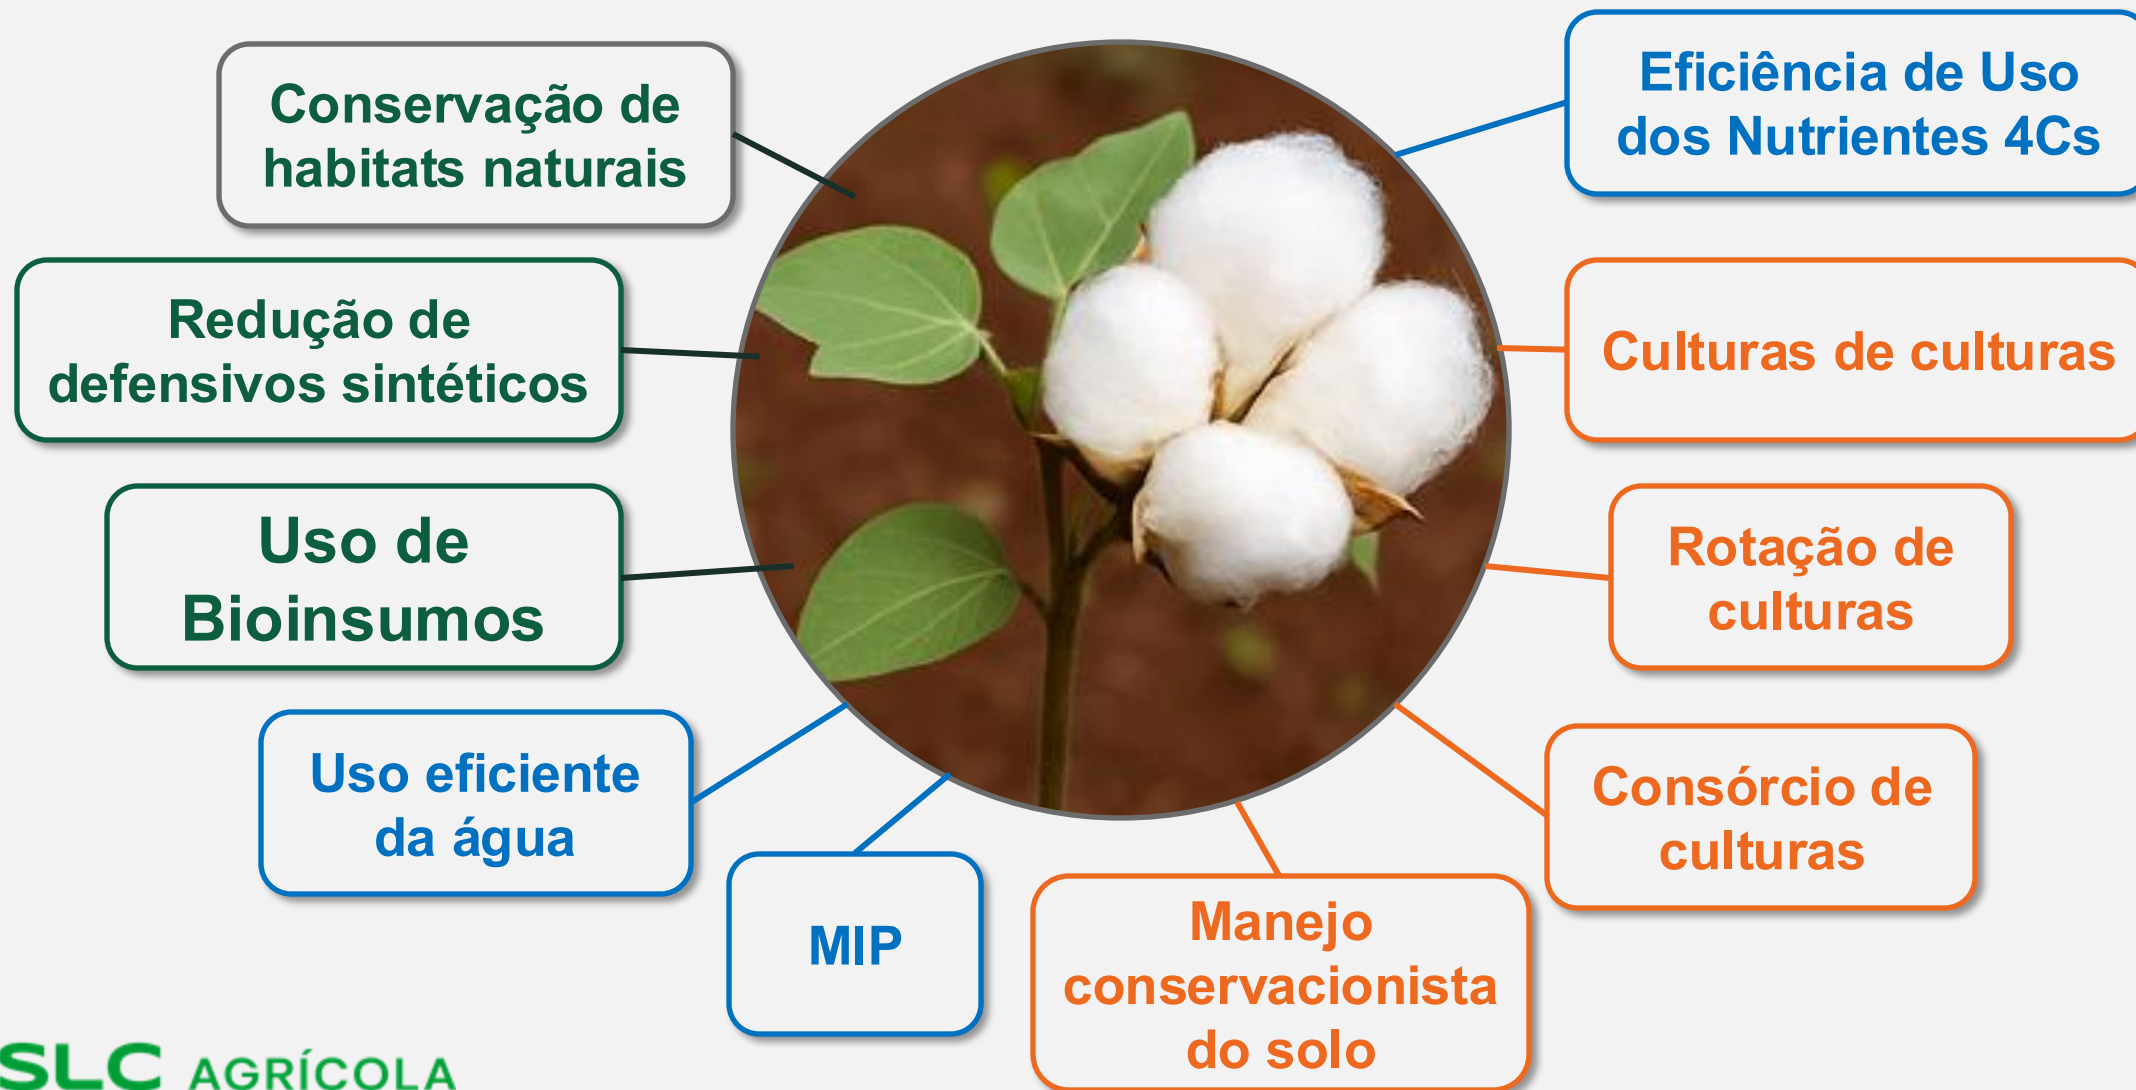 Conservação de
habitats naturais
Redução de
defensivos sintéticos
Uso de
Bioinsumos
Uso eficiente
da água
MIP
Manejo
conservacionista
do solo
Consórcio de
culturas
Rotação de
culturas
Culturas de culturas
Eficiência de Uso
dos Nutrientes 4Cs
SLC AGRÍCOLA